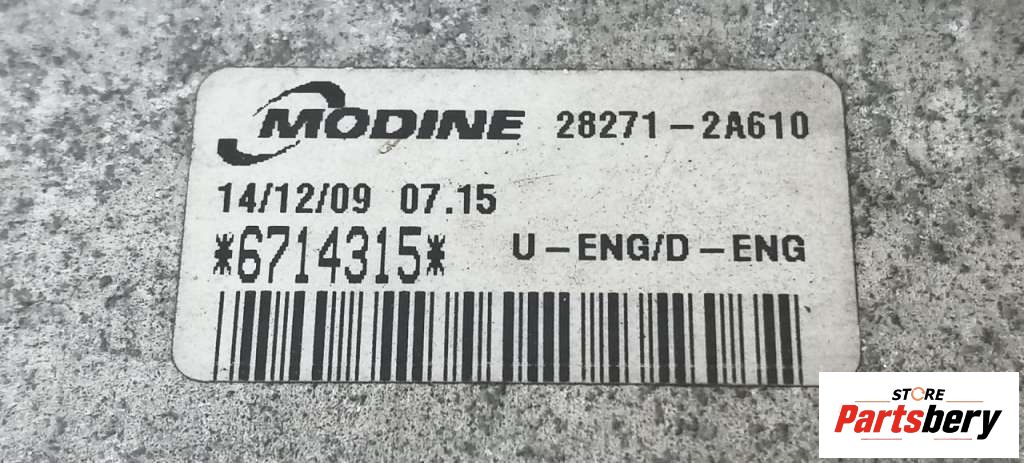 MODINE 28271-2A610
14/12/09 07.15
*6714315* U-ENG/D-ENG
STORE
Partsbery